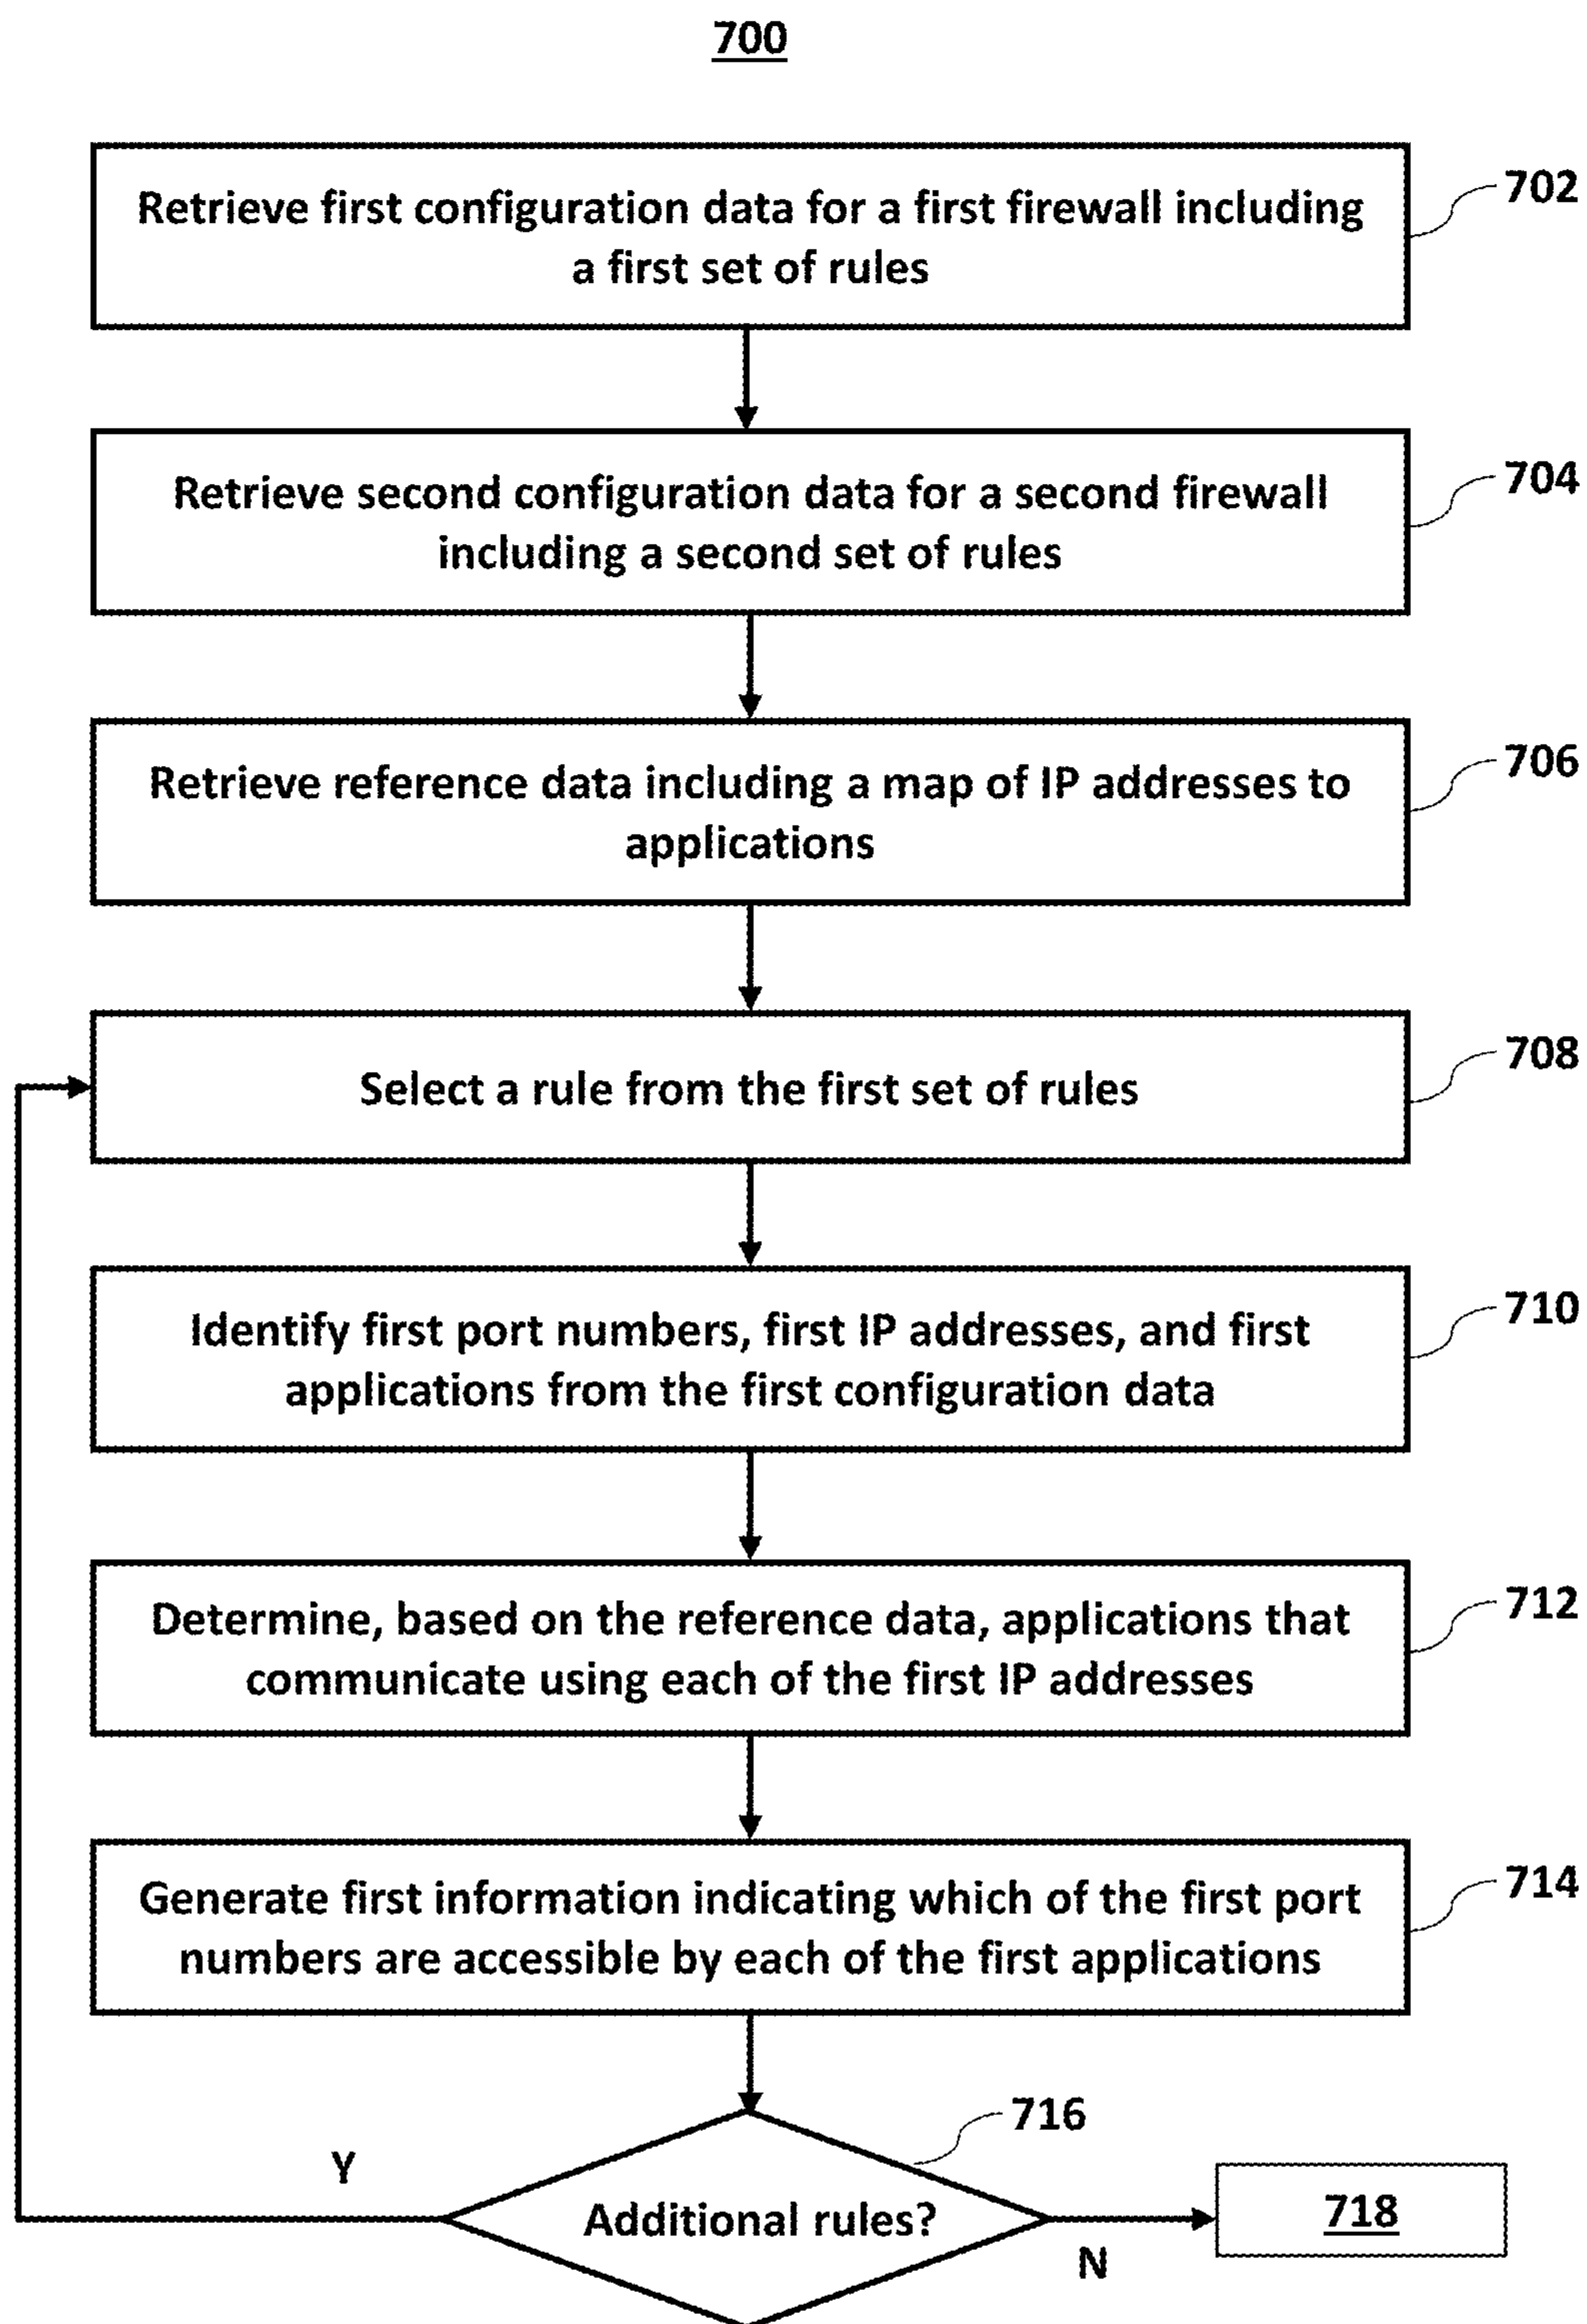 700
Retrieve first configuration data for a first firewall including
a first set of rules
702
Retrieve second configuration data for a second firewall
including a second set of rules
704
Retrieve reference data including a map of IP addresses to
applications
706
Select a rule from the first set of rules
708
Identify first port numbers, first IP addresses, and first
applications from the first configuration data
710
Determine, based on the reference data, applications that
communicate using each of the first IP addresses
712
Generate first information indicating which of the first port
numbers are accessible by each of the first applications
714
716
Y
Additional rules?
N
718